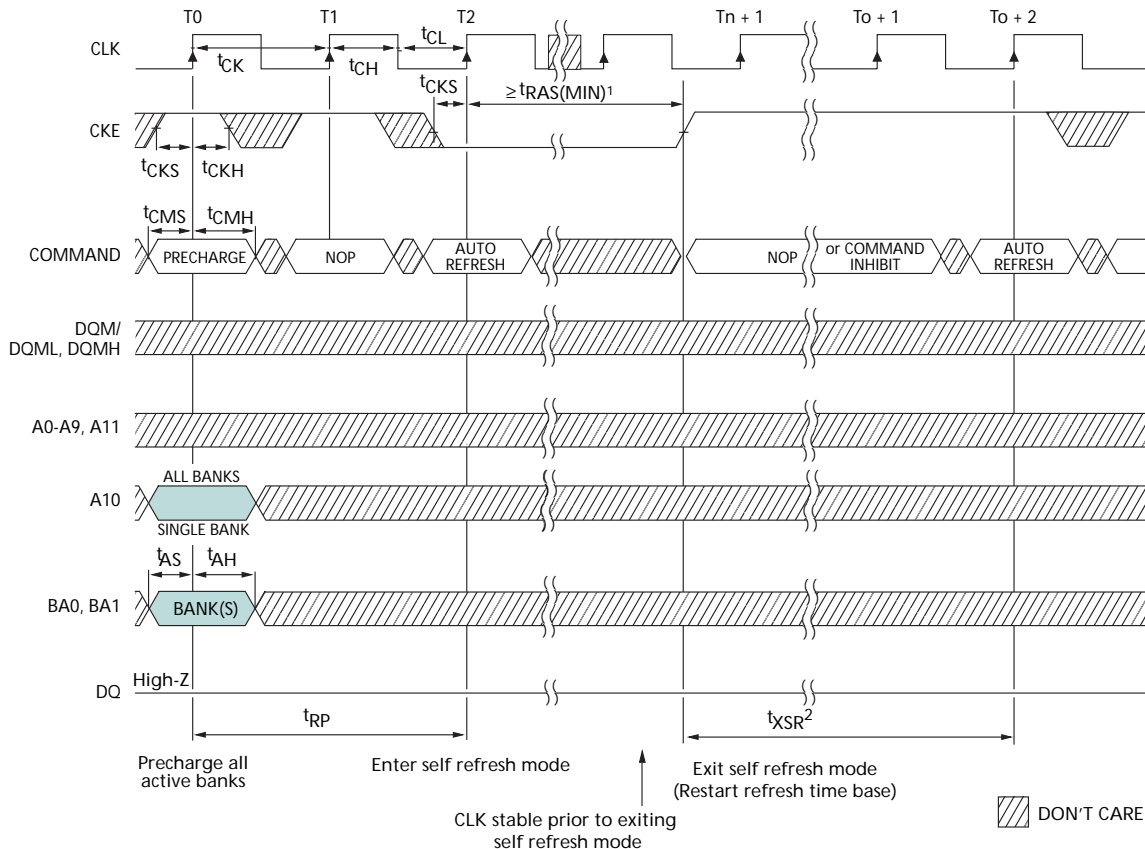 T0 T1 T2 Tn + 1 To + 1 To + 2
CLK
tCK tCH tCL
tCKS ≥ tRAS(MIN)¹
CKE
tCKS tCKH
tCMS tCMH
COMMAND PRECHARGE NOP AUTO REFRESH NOP or COMMAND INHIBIT AUTO REFRESH
DQM/
DQML, DQMH
A0-A9, A11
ALL BANKS
A10
SINGLE BANK
tAS tAH
BA0, BA1 BANK(S)
High-Z
DQ
tRP tXSR²
Precharge all
active banks
Enter self refresh mode
CLK stable prior to exiting
self refresh mode
Exit self refresh mode
(Restart refresh time base)
DON'T CARE